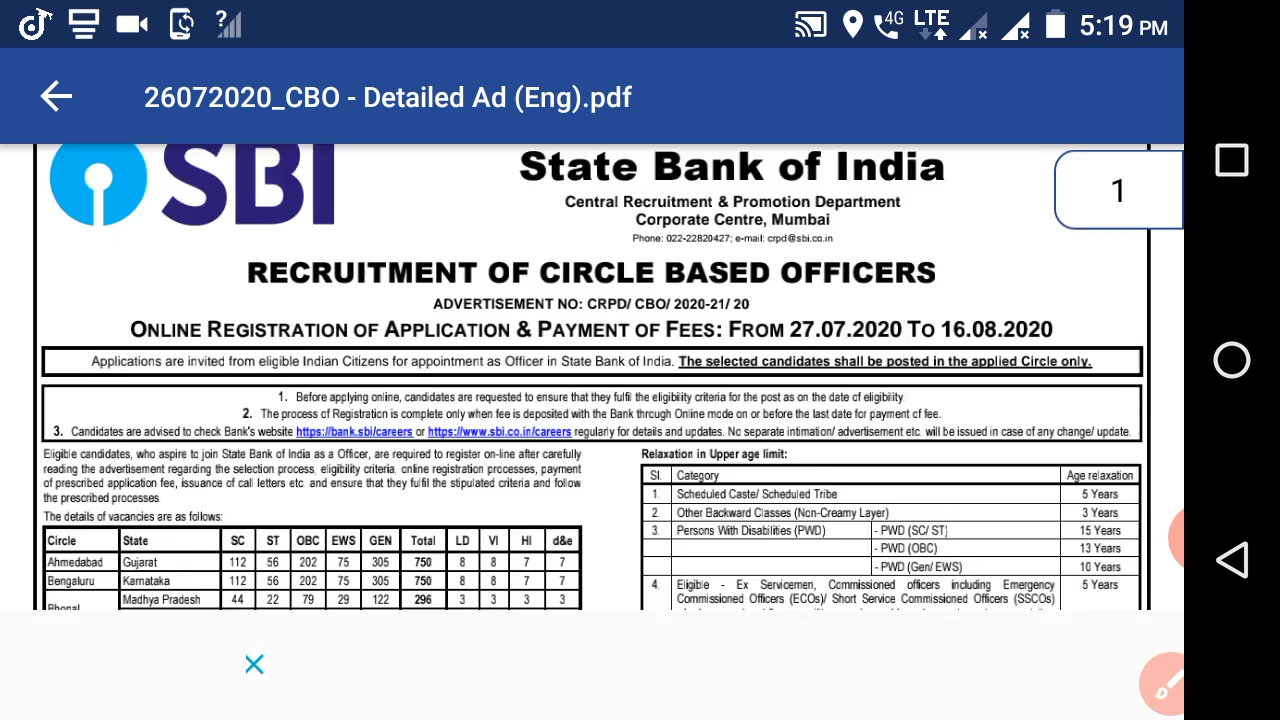 ? 4G LTE 5:19 PM
26072020_CBO - Detailed Ad (Eng).pdf
SBI
State Bank of India
Central Recruitment & Promotion Department
Corporate Centre, Mumbai
Phone: 022-22820427; e-mail: crpd@sbi.co.in
1
RECRUITMENT OF CIRCLE BASED OFFICERS
ADVERTISEMENT NO: CRPD/ CBO/ 2020-21/ 20
ONLINE REGISTRATION OF APPLICATION & PAYMENT OF FEES: FROM 27.07.2020 TO 16.08.2020
Applications are invited from eligible Indian Citizens for appointment as Officer in State Bank of India. The selected candidates shall be posted in the applied Circle only.
1. Before applying online, candidates are requested to ensure that they fulfil the eligibility criteria for the post as on the date of eligibility.
2. The process of Registration is complete only when fee is deposited with the Bank through Online mode on or before the last date for payment of fee.
3. Candidates are advised to check Bank's website https://bank.sbi/careers or https://www.sbi.co.in/careers regularly for details and updates. No separate intimation/ advertisement etc. will be issued in case of any change/ update.
Eligible candidates, who aspire to join State Bank of India as a Officer, are required to register on-line after carefully
reading the advertisement regarding the selection process, eligibility criteria, online registration processes, payment
of prescribed application fee, issuance of call letters etc. and ensure that they fulfil the stipulated criteria and follow
the prescribed processes.
The details of vacancies are as follows:
Circle State SC ST OBC EWS GEN Total LD VI HI d&e
Ahmedabad Gujarat 112 56 202 75 305 750 8 8 7 7
Bengaluru Karnataka 112 56 202 75 305 750 8 8 7 7
Bhopal Madhya Pradesh 44 22 79 29 122 296 3 3 3 3
Relaxation in Upper age limit:
Sl. Category Age relaxation
1. Scheduled Caste/ Scheduled Tribe 5 Years
2. Other Backward Classes (Non-Creamy Layer) 3 Years
3. Persons With Disabilities (PWD) - PWD (SC/ ST) 15 Years
- PWD (OBC) 13 Years
- PWD (Gen/ EWS) 10 Years
4. Eligible - Ex Servicemen, Commissioned officers including Emergency 5 Years
Commissioned Officers (ECOs)/ Short Service Commissioned Officers (SSCOs)